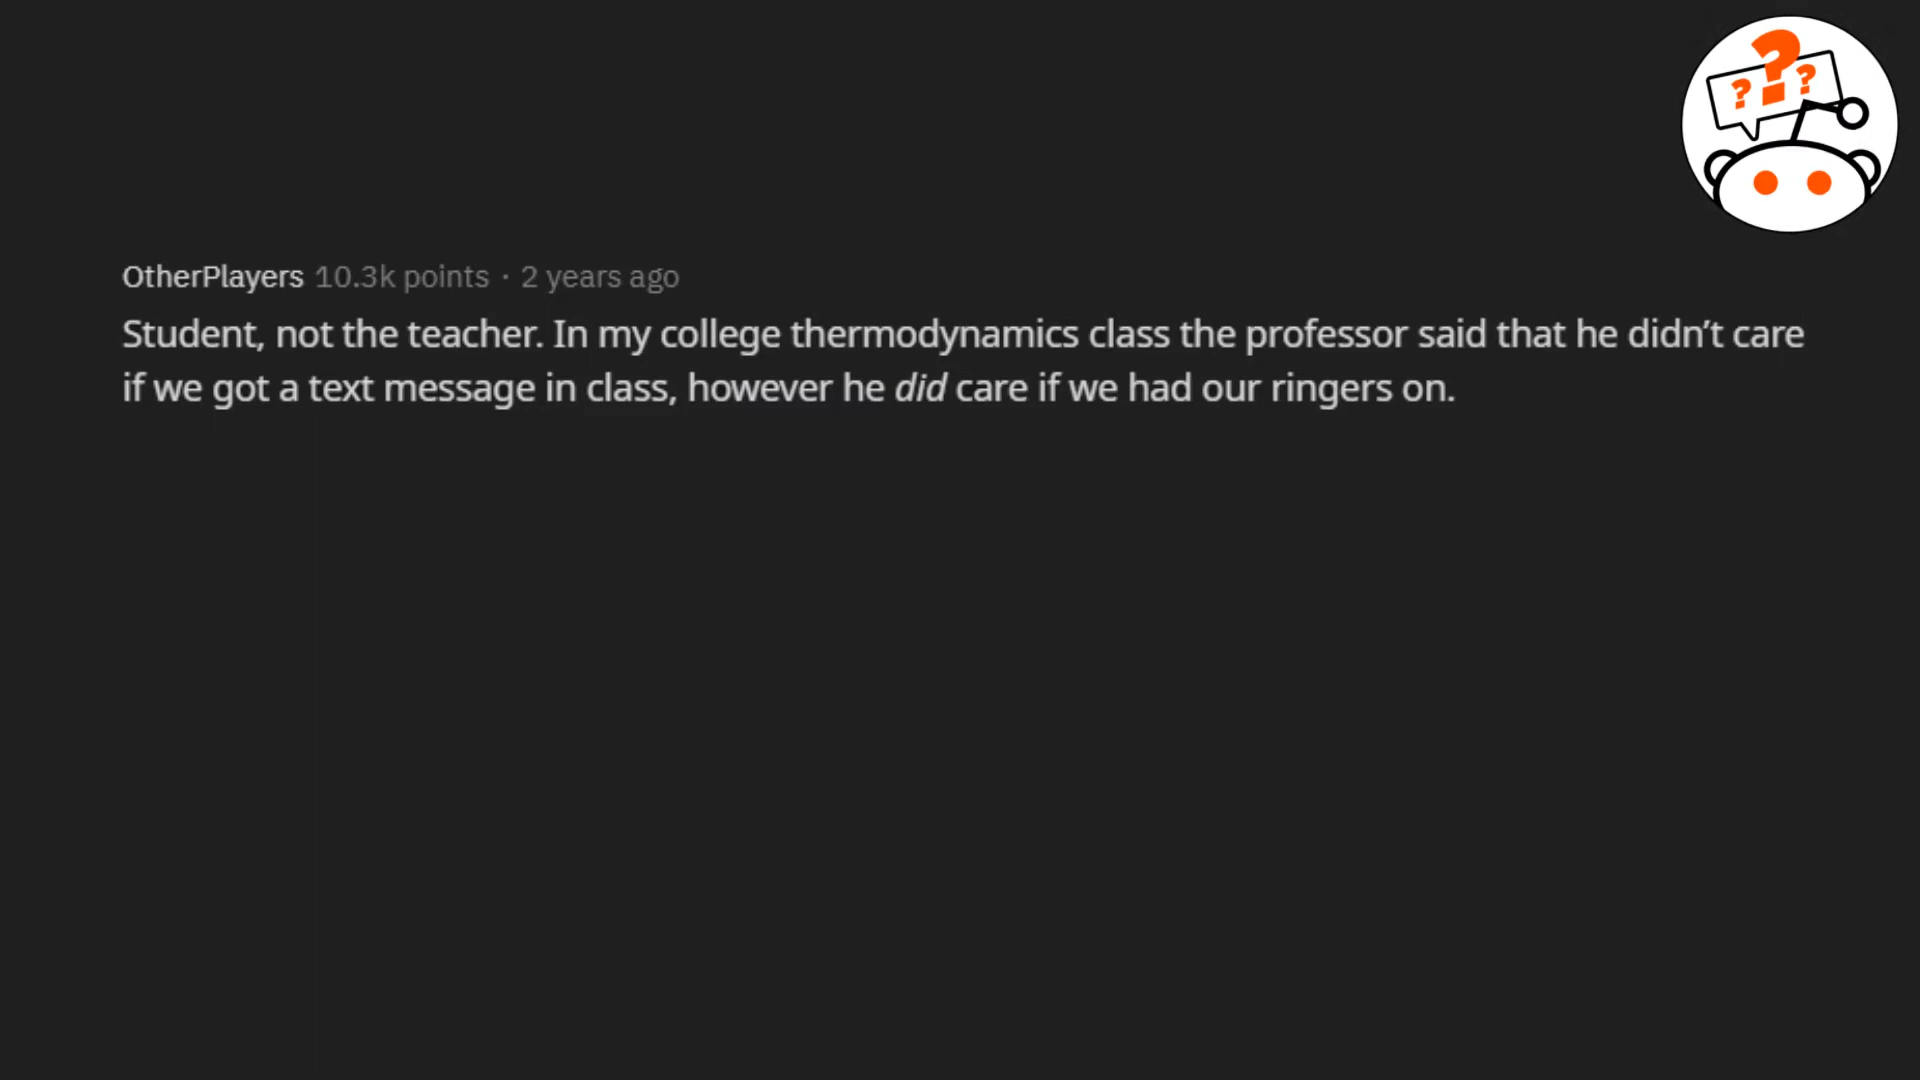 ? ? ?
OtherPlayers 10.3k points · 2 years ago
Student, not the teacher. In my college thermodynamics class the professor said that he didn’t care
if we got a text message in class, however he did care if we had our ringers on.